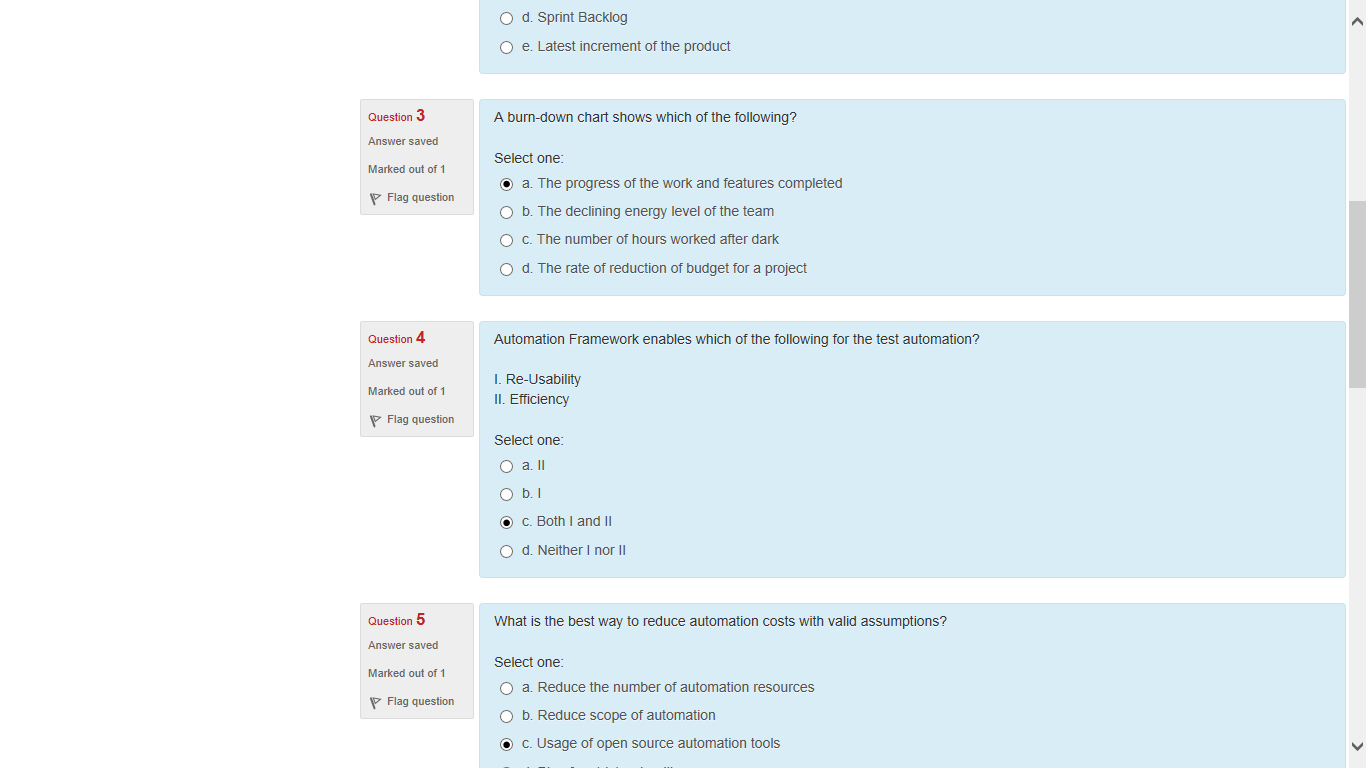 d. Sprint Backlog
e. Latest increment of the product
Question 3
Answer saved
Marked out of 1
Flag question
A burn-down chart shows which of the following?
Select one:
a. The progress of the work and features completed
b. The declining energy level of the team
c. The number of hours worked after dark
d. The rate of reduction of budget for a project
Question 4
Answer saved
Marked out of 1
Flag question
Automation Framework enables which of the following for the test automation?
I. Re-Usability
II. Efficiency
Select one:
a. II
b. I
c. Both I and II
d. Neither I nor II
Question 5
Answer saved
Marked out of 1
Flag question
What is the best way to reduce automation costs with valid assumptions?
Select one:
a. Reduce the number of automation resources
b. Reduce scope of automation
c. Usage of open source automation tools